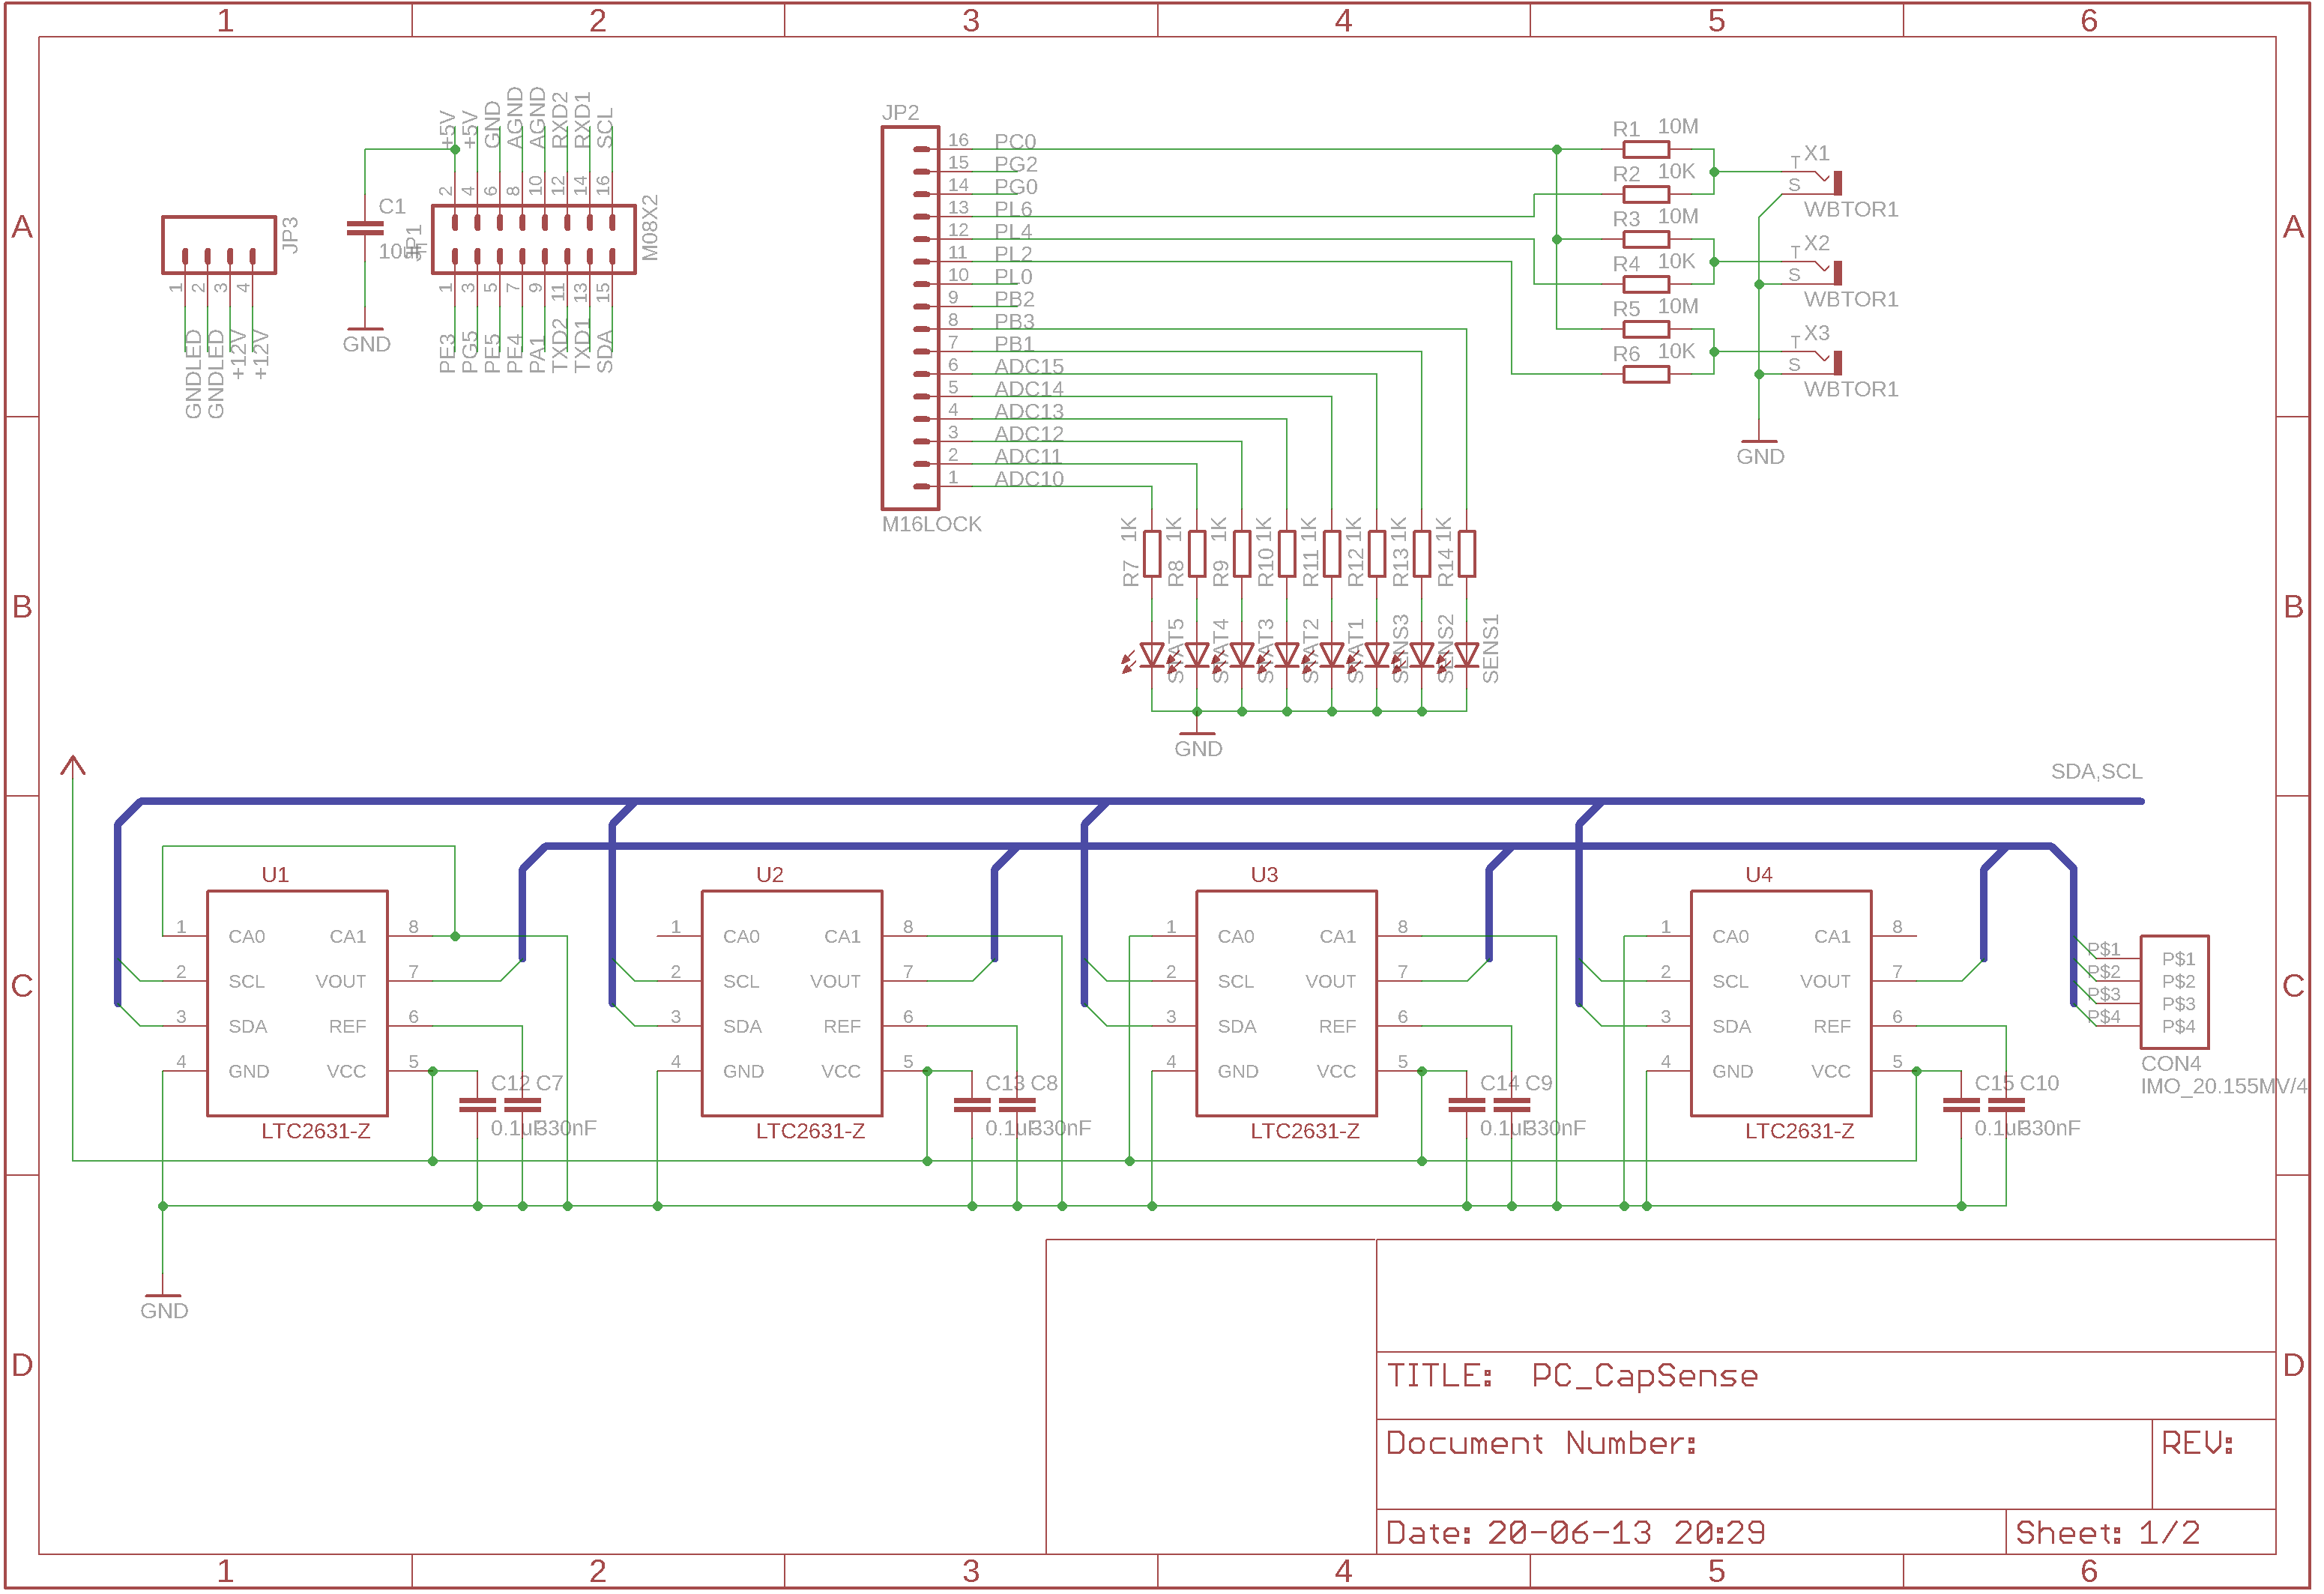 1 2 3 4 5 6
A A
B B
C C
D D
+5V
+5V
GND
AGND
AGND
RXD2
RXD1
SCL
2 4 6 8 10 12 14 16
C1
10uF
JP1
M08X2
1 3 5 7 9 11 13 15
PE3
PG5
PE5
PE4
PA1
TXD2
TXD1
SDA
GND
JP3
1 2 3 4
GNDLED
GNDLED
+12V
+12V
JP2
16 PC0
15 PG2
14 PG0
13 PL6
12 PL4
11 PL2
10 PL0
9 PB2
8 PB3
7 PB1
6 ADC15
5 ADC14
4 ADC13
3 ADC12
2 ADC11
1 ADC10
M16LOCK
R1 10M
R2 10K
R3 10M
R4 10K
R5 10M
R6 10K
T X1
S
WBTOR1
T X2
S
WBTOR1
T X3
S
WBTOR1
GND
R7 1K
R8 1K
R9 1K
R10 1K
R11 1K
R12 1K
R13 1K
R14 1K
STAT5
STAT4
STAT3
STAT2
STAT1
SENS3
SENS2
SENS1
GND
SDA,SCL
U1
1 CA0 CA1 8
2 SCL VOUT 7
3 SDA REF 6
4 GND VCC 5
LTC2631-Z
C12 C7
0.1uF 330nF
U2
1 CA0 CA1 8
2 SCL VOUT 7
3 SDA REF 6
4 GND VCC 5
LTC2631-Z
C13 C8
0.1uF 330nF
U3
1 CA0 CA1 8
2 SCL VOUT 7
3 SDA REF 6
4 GND VCC 5
LTC2631-Z
C14 C9
0.1uF 330nF
U4
1 CA0 CA1 8
2 SCL VOUT 7
3 SDA REF 6
4 GND VCC 5
LTC2631-Z
C15 C10
0.1uF 330nF
P$1 P$1
P$2 P$2
P$3 P$3
P$4 P$4
CON4
IMO_20.155MV/4
GND
TITLE: PC_CapSense
Document Number:
REV:
Date: 20-06-13 20:29
Sheet: 1/2
1 2 3 4 5 6